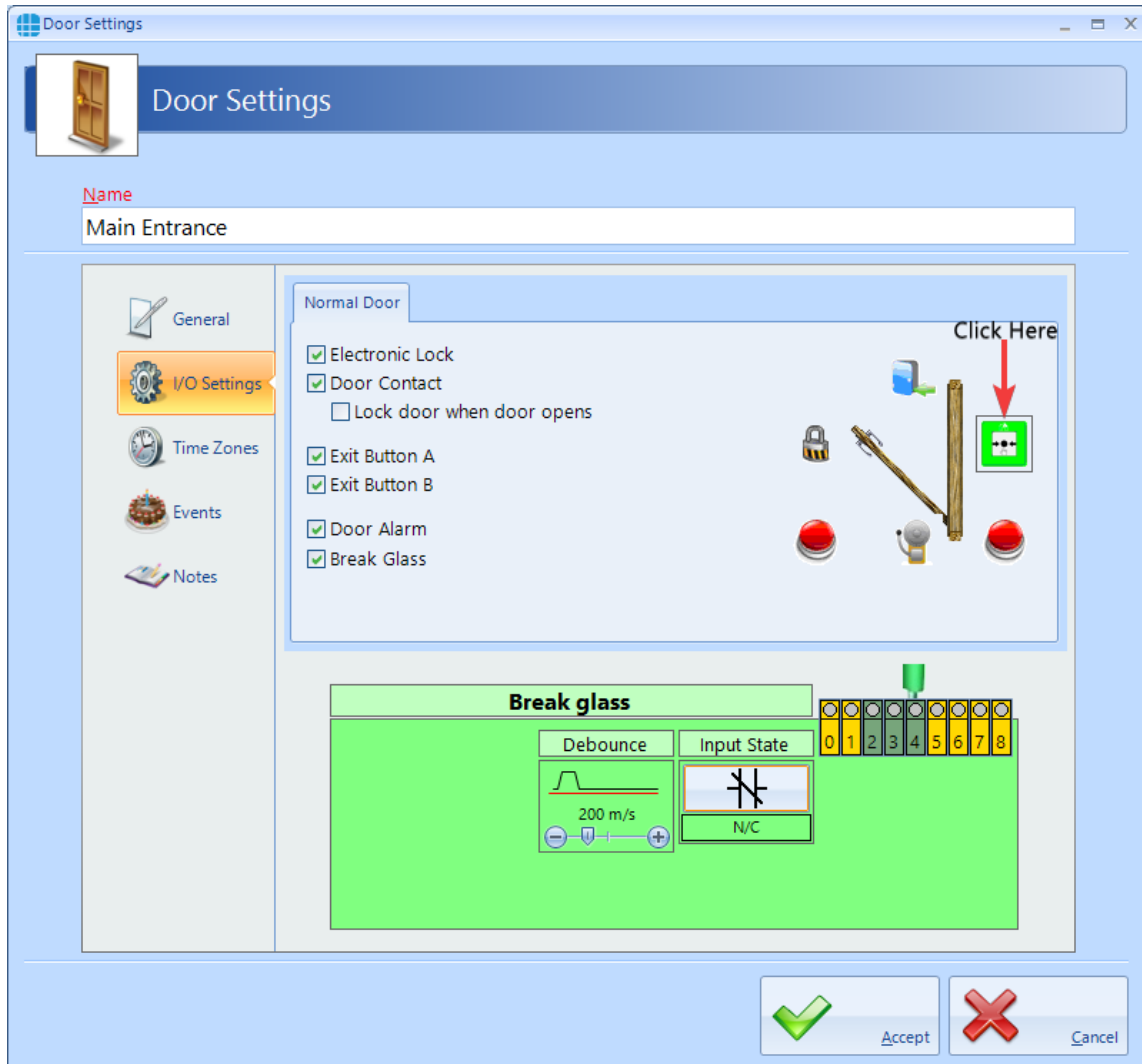 Door Settings
Door Settings
Name
Main Entrance
General
I/O Settings
Time Zones
Events
Notes
Normal Door
Electronic Lock
Door Contact
Lock door when door opens
Exit Button A
Exit Button B
Door Alarm
Break Glass
Click Here
Break glass
Debounce
200 m/s
Input State
N/C
0 1 2 3 4 5 6 7 8
Accept
Cancel